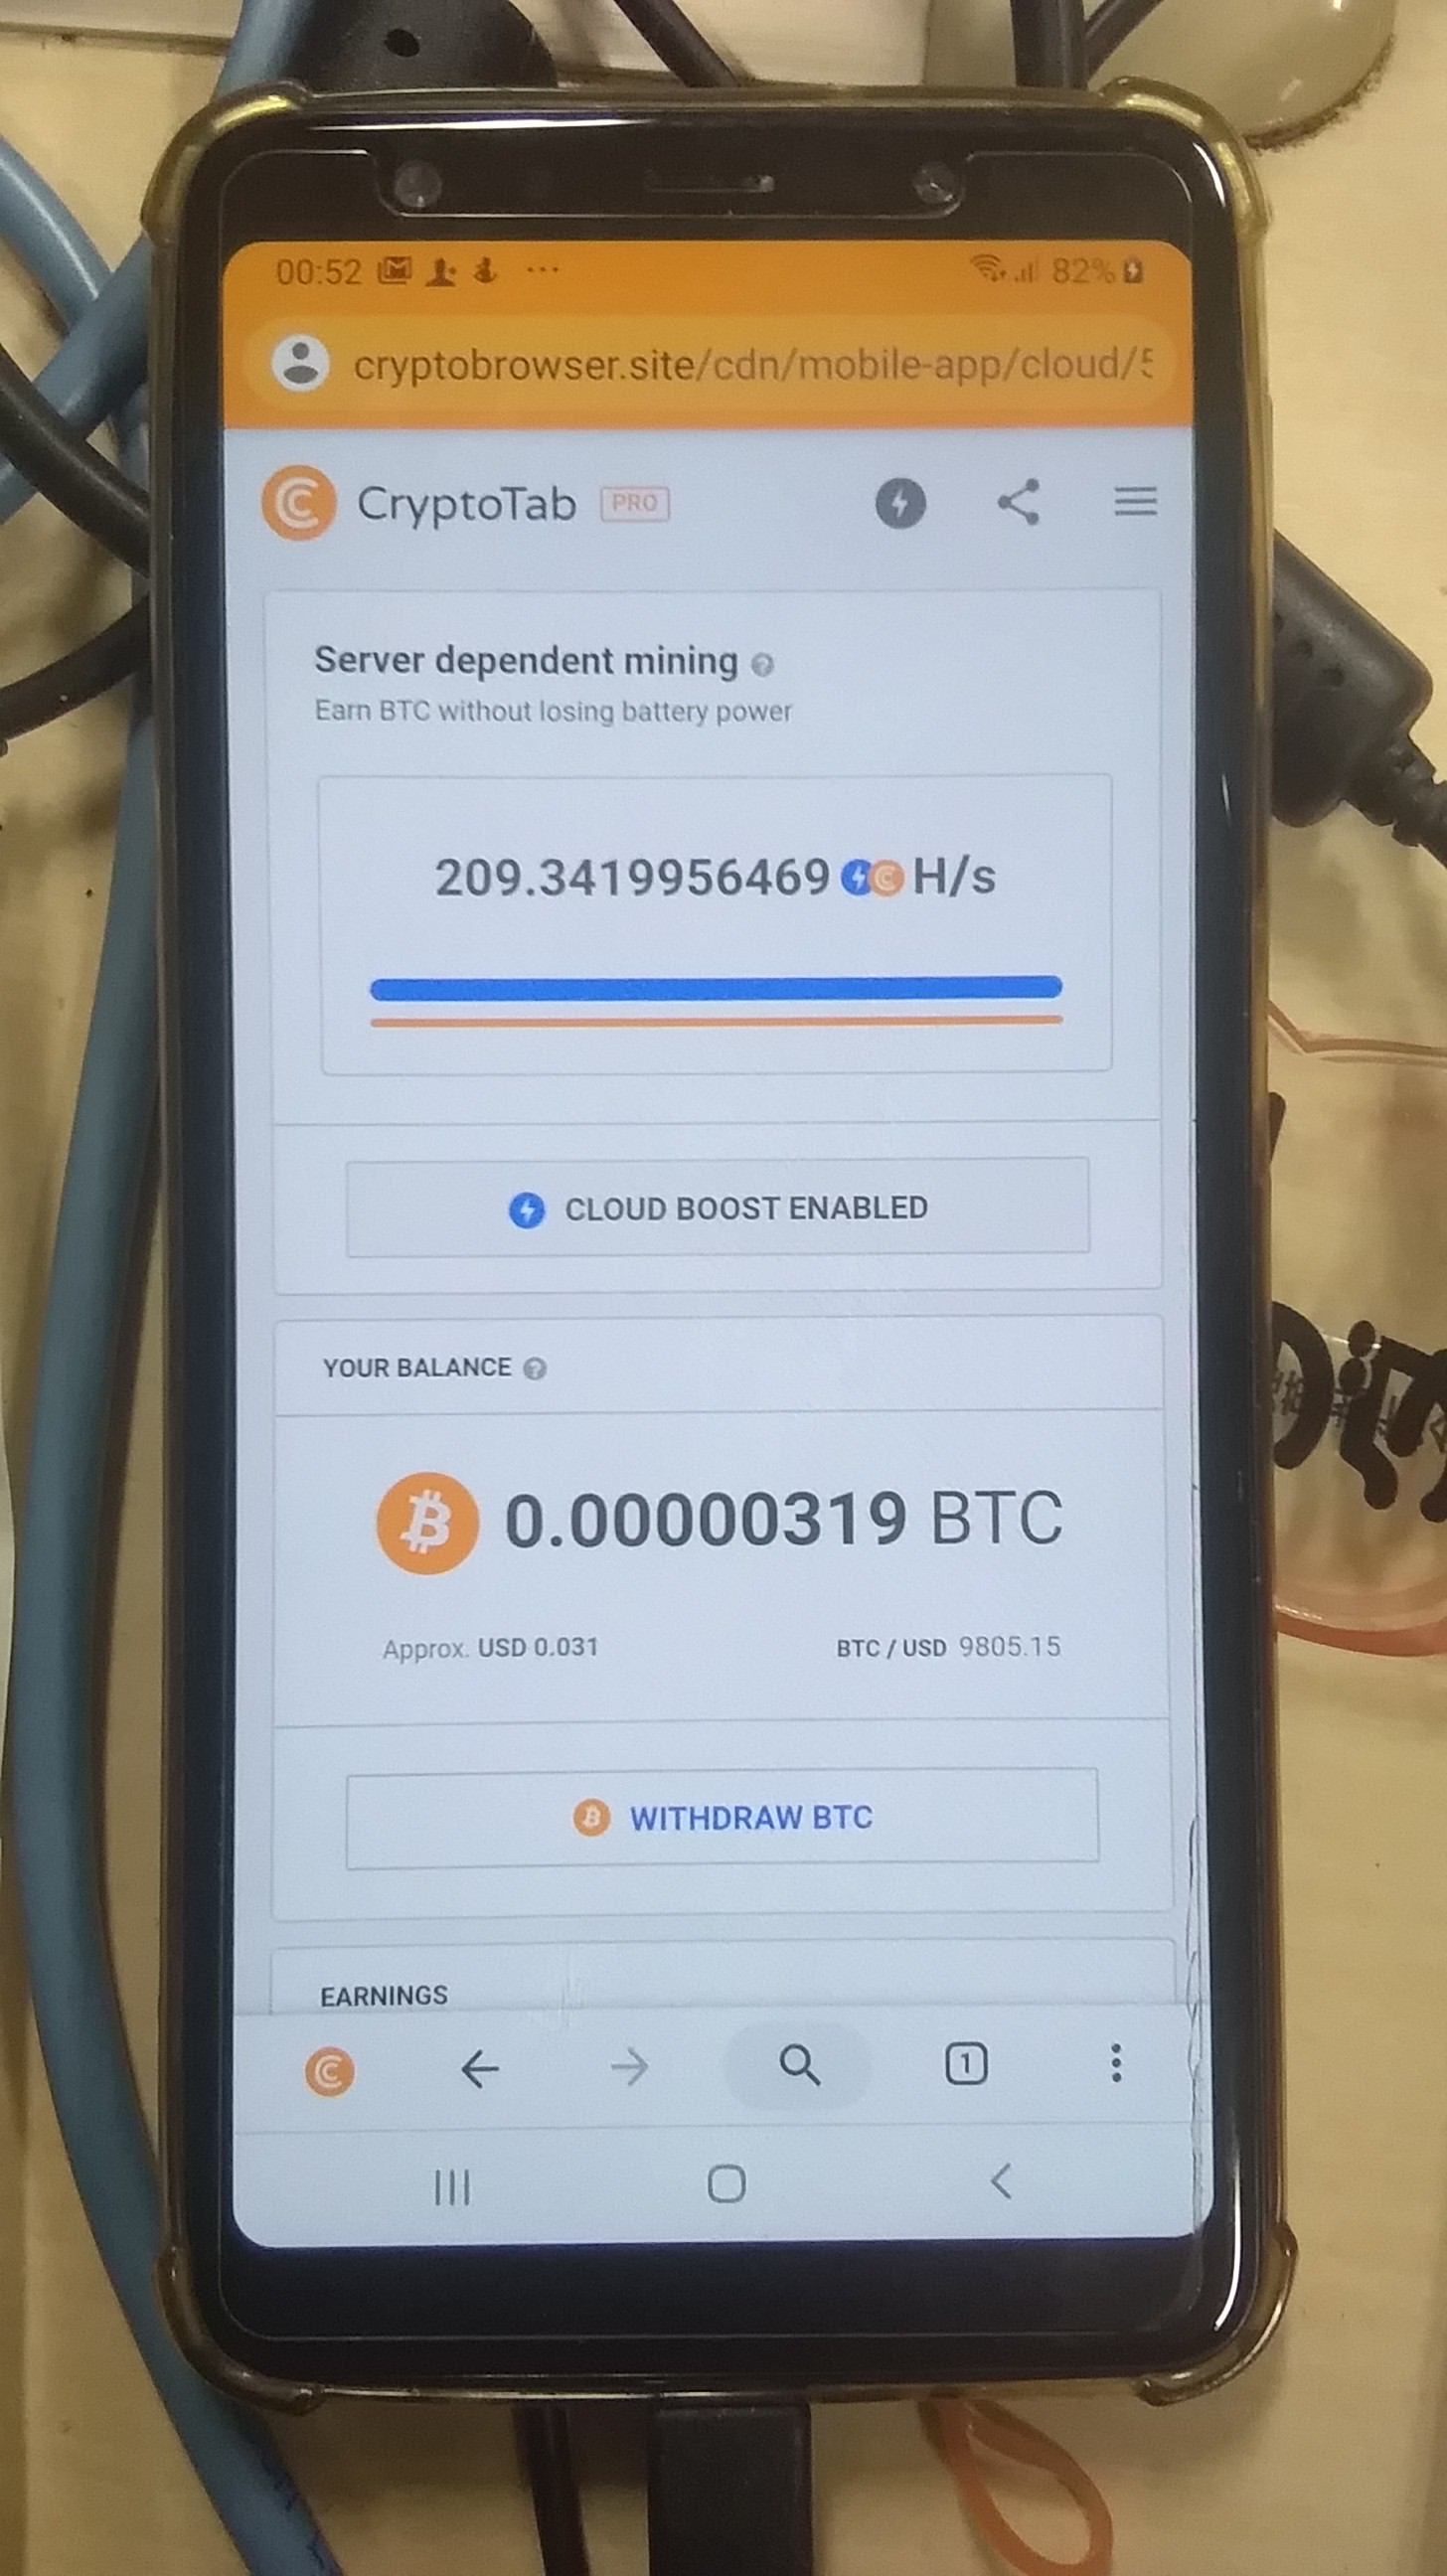 00:52 82%
cryptobrowser.site/cdn/mobile-app/cloud/5
CryptoTab PRO
Server dependent mining
Earn BTC without losing battery power
209.3419956469 H/s
CLOUD BOOST ENABLED
YOUR BALANCE
0.00000319 BTC
Approx. USD 0.031 BTC / USD 9805.15
WITHDRAW BTC
EARNINGS
1